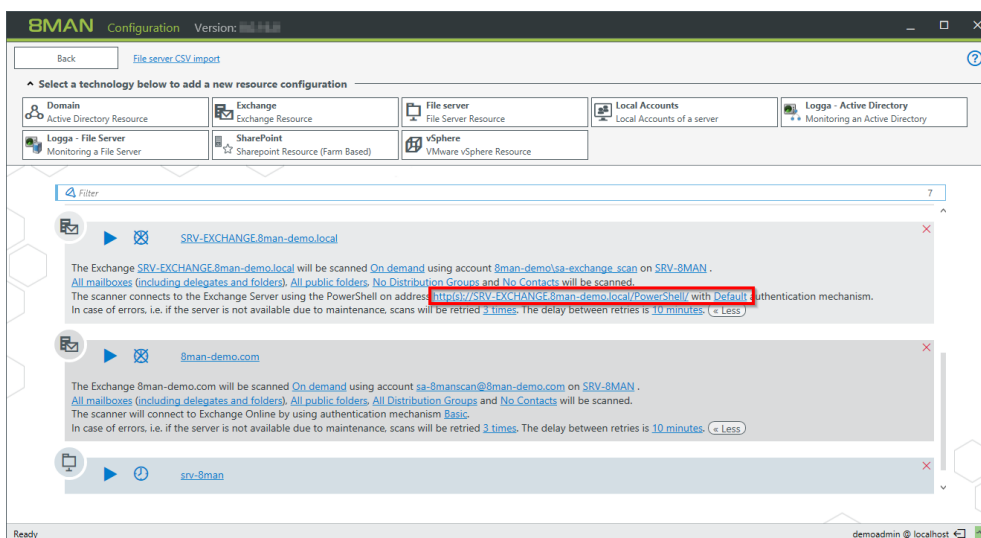 8MAN Configuration Version:
Back File server CSV import
Select a technology below to add a new resource configuration
Domain
Active Directory Resource
Exchange
Exchange Resource
File server
File Server Resource
Local Accounts
Local Accounts of a server
Logga - Active Directory
Monitoring an Active Directory
Logga - File Server
Monitoring a File Server
SharePoint
Sharepoint Resource (Farm Based)
vSphere
VMware vSphere Resource
Filter 7
SRV-EXCHANGE.8man-demo.local
The Exchange SRV-EXCHANGE.8man-demo.local will be scanned On demand using account 8man-demo\sa-exchange scan on SRV-8MAN .
All mailboxes (including delegates and folders). All public folders, No Distribution Groups and No Contacts will be scanned.
The scanner connects to the Exchange Server using the PowerShell on address http(s)://SRV-EXCHANGE.8man-demo.local/PowerShell/ with Default authentication mechanism.
In case of errors, i.e. if the server is not available due to maintenance, scans will be retried 3 times. The delay between retries is 10 minutes. « Less
8man-demo.com
The Exchange 8man-demo.com will be scanned On demand using account sa-8manscan@8man-demo.com on SRV-8MAN .
All mailboxes (including delegates and folders). All public folders, All Distribution Groups and No Contacts will be scanned.
The scanner will connect to Exchange Online by using authentication mechanism Basic.
In case of errors, i.e. if the server is not available due to maintenance, scans will be retried 3 times. The delay between retries is 10 minutes. « Less
srv-8man
Ready demoadmin @ localhost